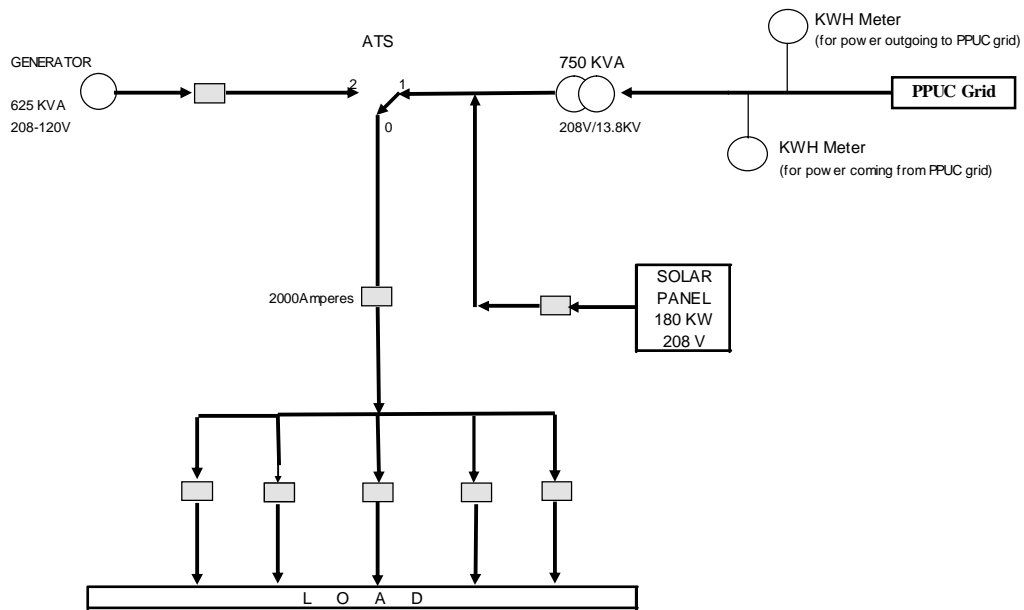 KWH Meter
(for power outgoing to PPUC grid)
ATS
GENERATOR
750 KVA
2
1
PPUC Grid
625 KVA
208-120V
0
208V/13.8KV
KWH Meter
(for power coming from PPUC grid)
2000Amperes
SOLAR
PANEL
180 KW
208 V
L O A D